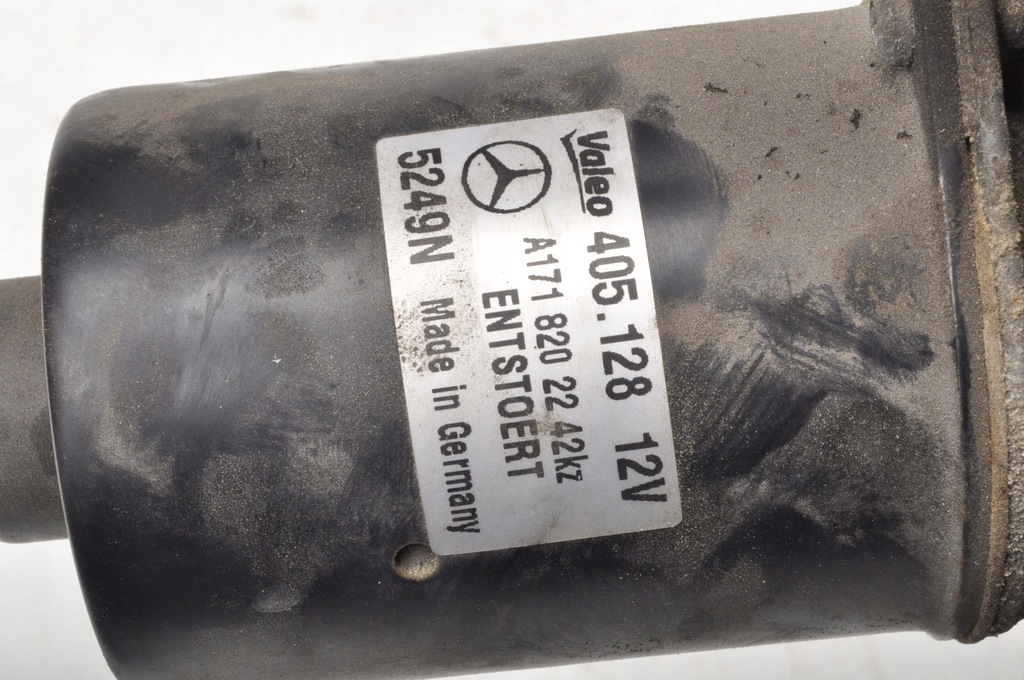 Valeo 405.128 12V
A171 820 22 42kz
ENTSTOERT
5249N Made in Germany